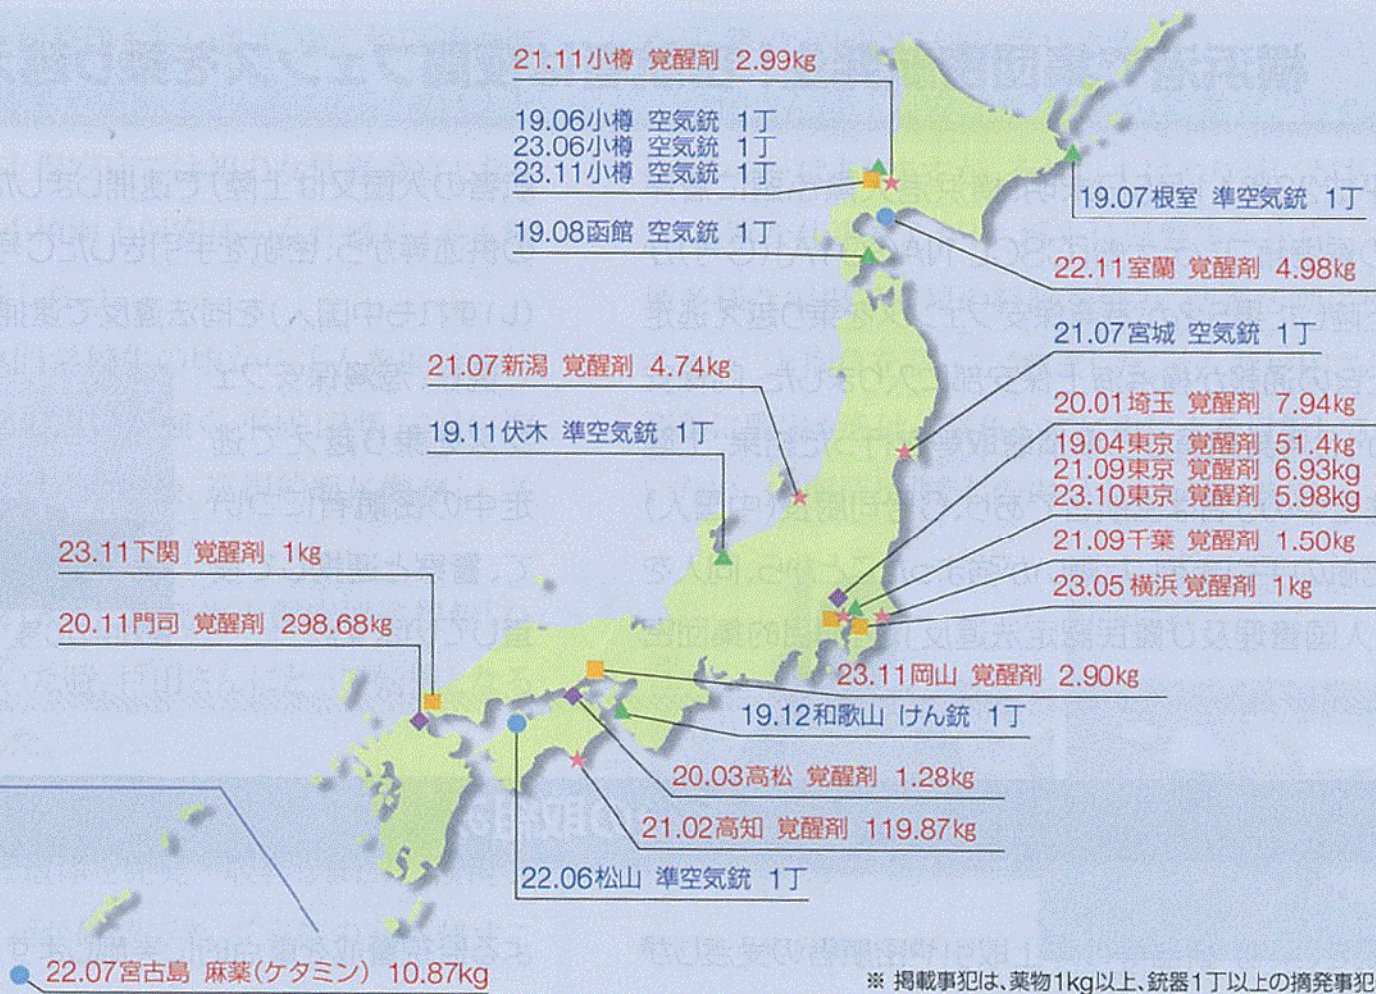 21.11小樽 覚醒剤 2.99kg
19.06小樽 空気銃 1丁
23.06小樽 空気銃 1丁
23.11小樽 空気銃 1丁
19.07根室 準空気銃 1丁
19.08函館 空気銃 1丁
22.11室蘭 覚醒剤 4.98kg
21.07宮城 空気銃 1丁
21.07新潟 覚醒剤 4.74kg
20.01埼玉 覚醒剤 7.94kg
19.11伏木 準空気銃 1丁
19.04東京 覚醒剤 51.4kg
21.09東京 覚醒剤 6.93kg
23.10東京 覚醒剤 5.98kg
21.09千葉 覚醒剤 1.50kg
23.11下関 覚醒剤 1kg
23.05横浜 覚醒剤 1kg
20.11門司 覚醒剤 298.68kg
23.11岡山 覚醒剤 2.90kg
19.12和歌山 けん銃 1丁
20.03高松 覚醒剤 1.28kg
21.02高知 覚醒剤 119.87kg
22.06松山 準空気銃 1丁
22.07宮古島 麻薬(ケタミン) 10.87kg
※ 掲載事犯は、薬物1kg以上、銃器1丁以上の摘発事犯